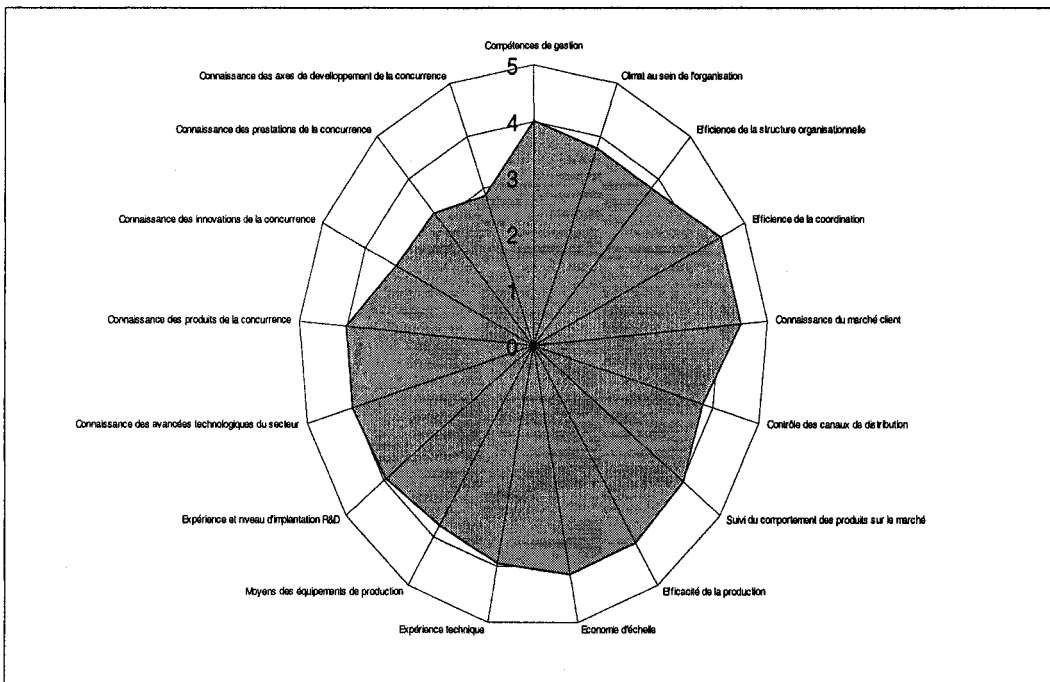 Compétences de gestion
Climat au sein de l'organisation
Efficience de la structure organisationnelle
Efficience de la coordination
Connaissance du marché client
Contrôle des canaux de distribution
Suivi du comportement des produits sur le marché
Efficacité de la production
Economie d'échelle
Expérience technique
Moyens des équipements de production
Expérience et nveau d'implantation R&D
Connaissance des avancées technologiques du secteur
Connaissance des produits de la concurrence
Connaissance des innovations de la concurrence
Connaissance des prestations de la concurrence
Connaissance des axes de developpement de la concurrence
5
4
3
2
1
0